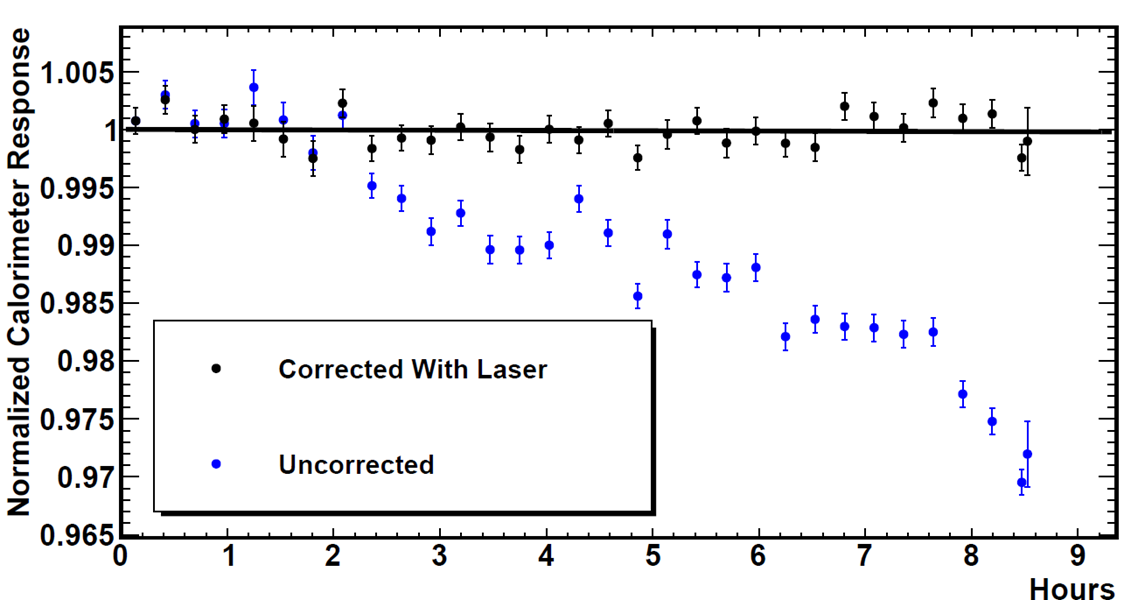 Normalized Calorimeter Response
1.005
1
0.995
0.99
0.985
0.98
0.975
0.97
0.965
Corrected With Laser
Uncorrected
0 1 2 3 4 5 6 7 8 9
Hours